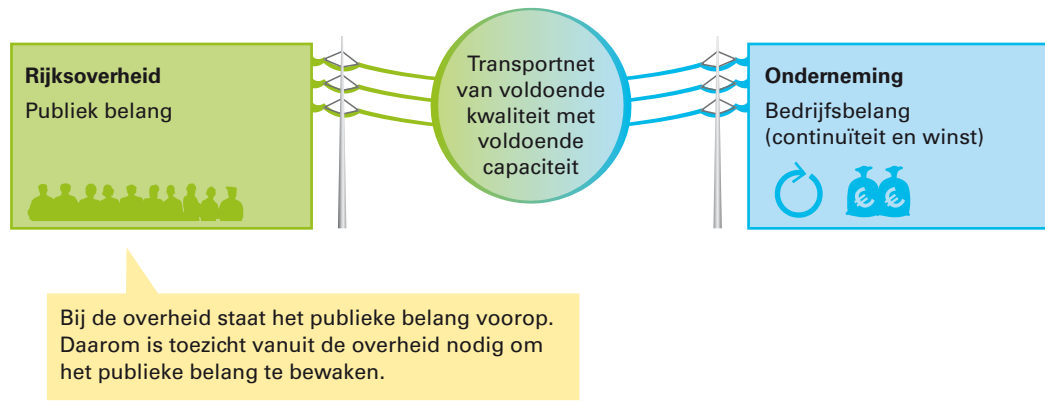 Rijksoverheid
Publiek belang
Transportnet
van voldoende
kwaliteit met
voldoende
capaciteit
Onderneming
Bedrijfsbelang
(continuïteit en winst)
€ €
Bij de overheid staat het publieke belang voorop.
Daarom is toezicht vanuit de overheid nodig om
het publieke belang te bewaken.